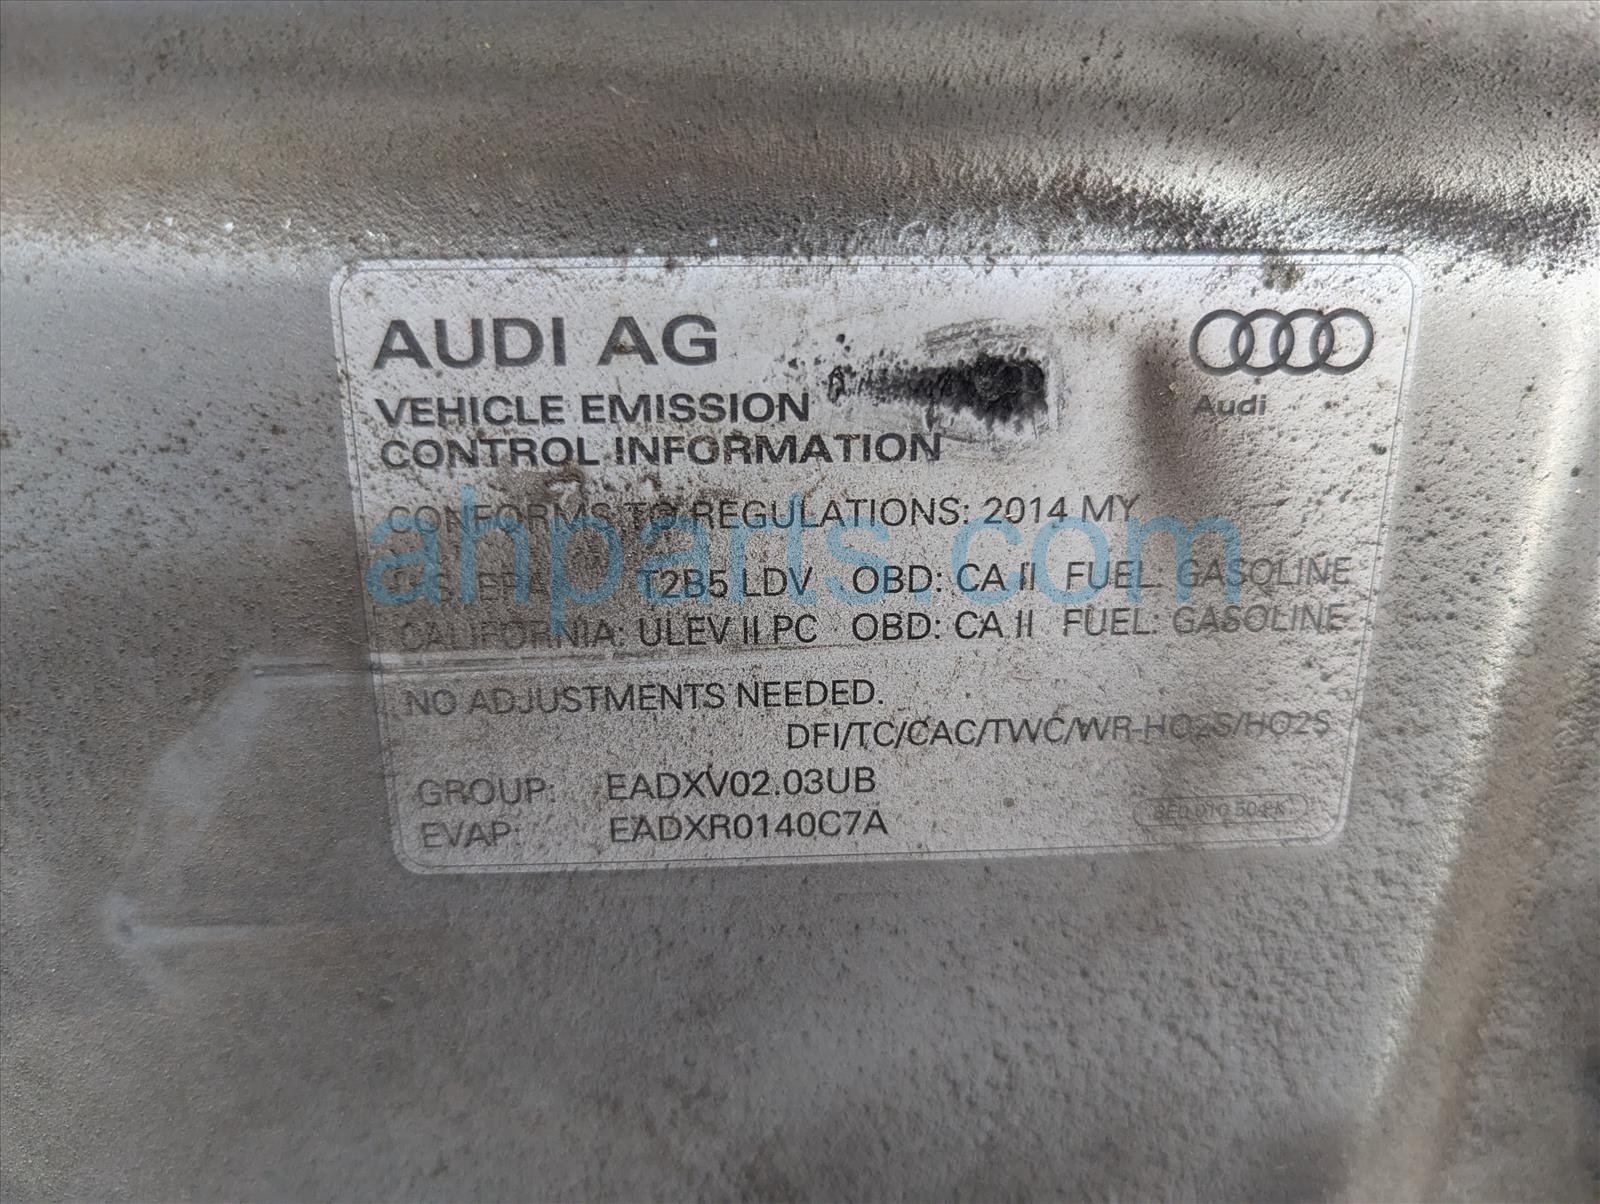 AUDI AG
Audi
VEHICLE EMISSION
CONTROL INFORMATION
CONFORMS TO REGULATIONS: 2014 MY
ahparts.com
T2B5 LDV OBD: CA II FUEL: GASOLINE
CALIFORNIA: ULEV II PC OBD: CA II FUEL: GASOLINE
NO ADJUSTMENTS NEEDED.
DFI/TC/CAC/TWC/WR-HO2S/HO2S
GROUP: EADXV02.03UB
EVAP: EADXR0140C7A